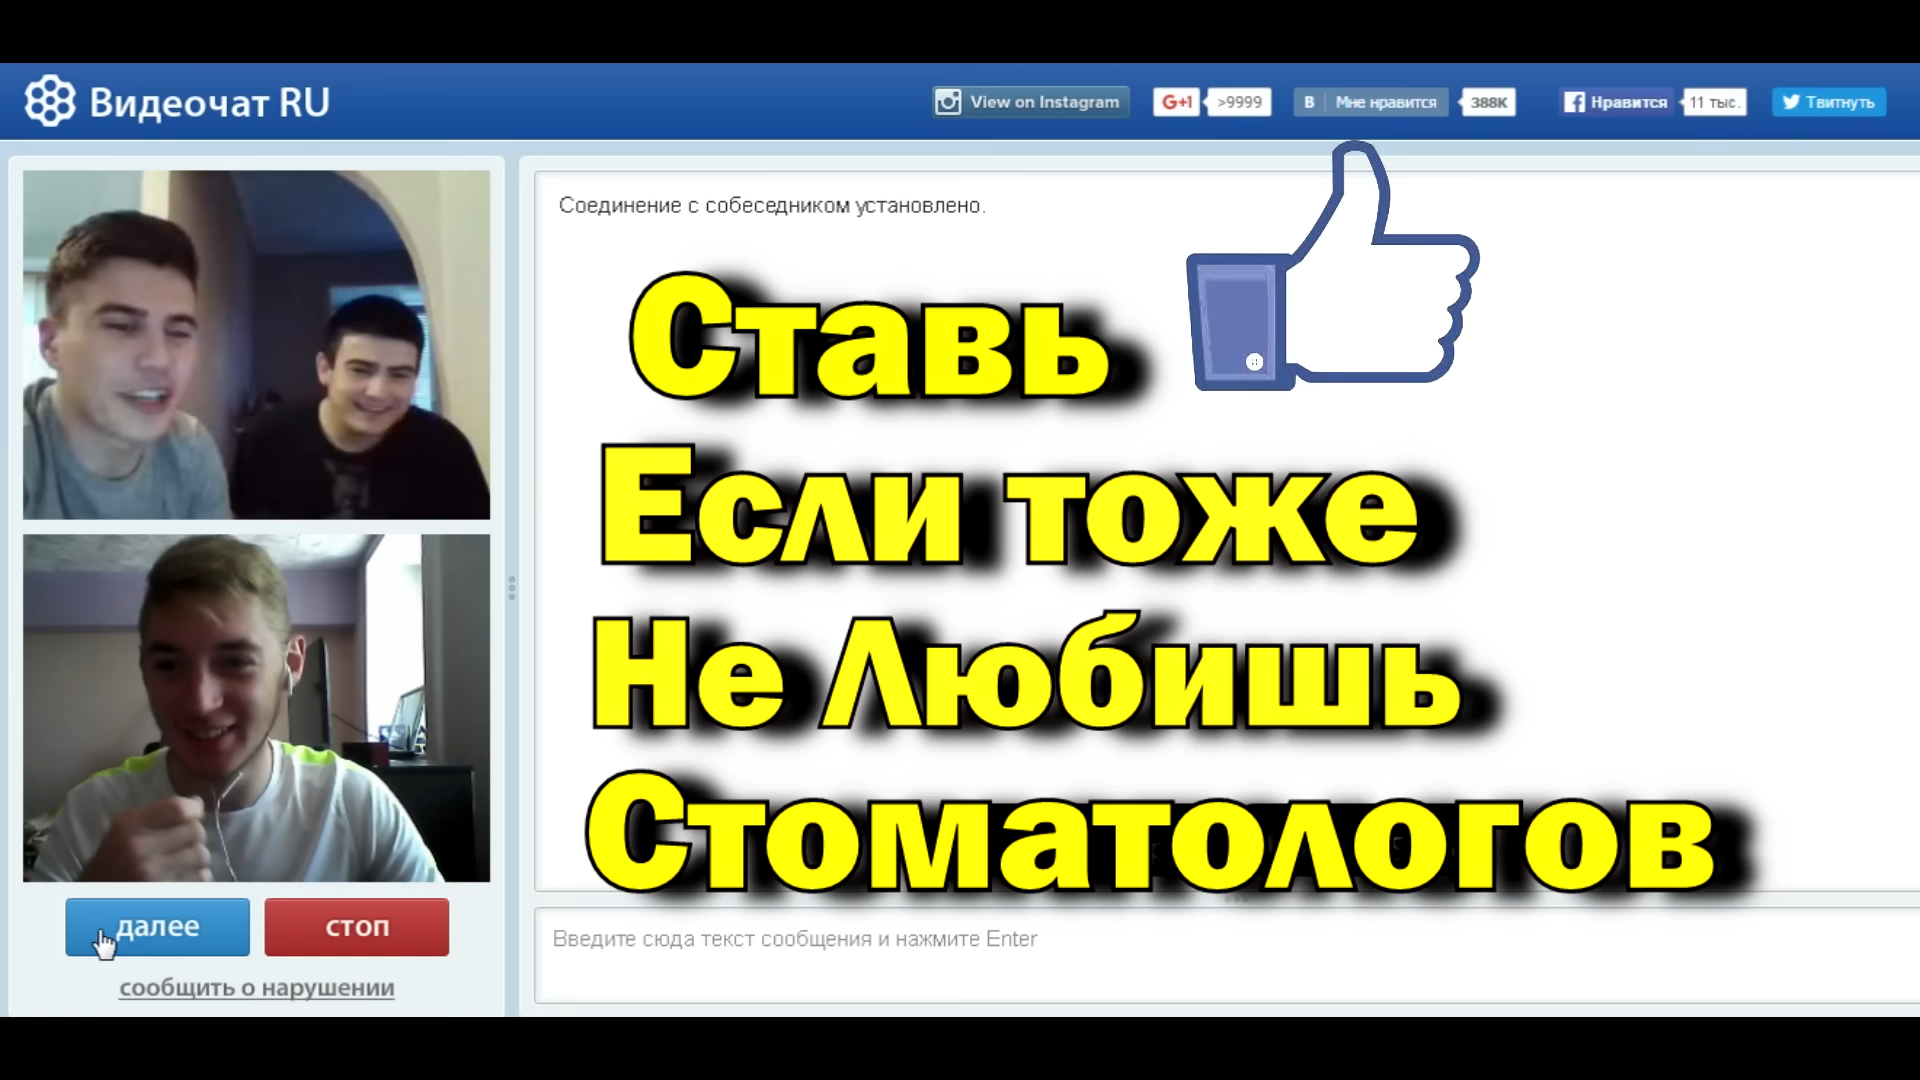 Видеочат RU
View on Instagram
G+1 >9999
В Мне нравится 388K
Нравится 11 тыс.
Твитнуть
Соединение с собеседником установлено.
Ставь
Если тоже
Не Любишь
Стоматологов
далее
стоп
сообщить о нарушении
Введите сюда текст сообщения и нажмите Enter